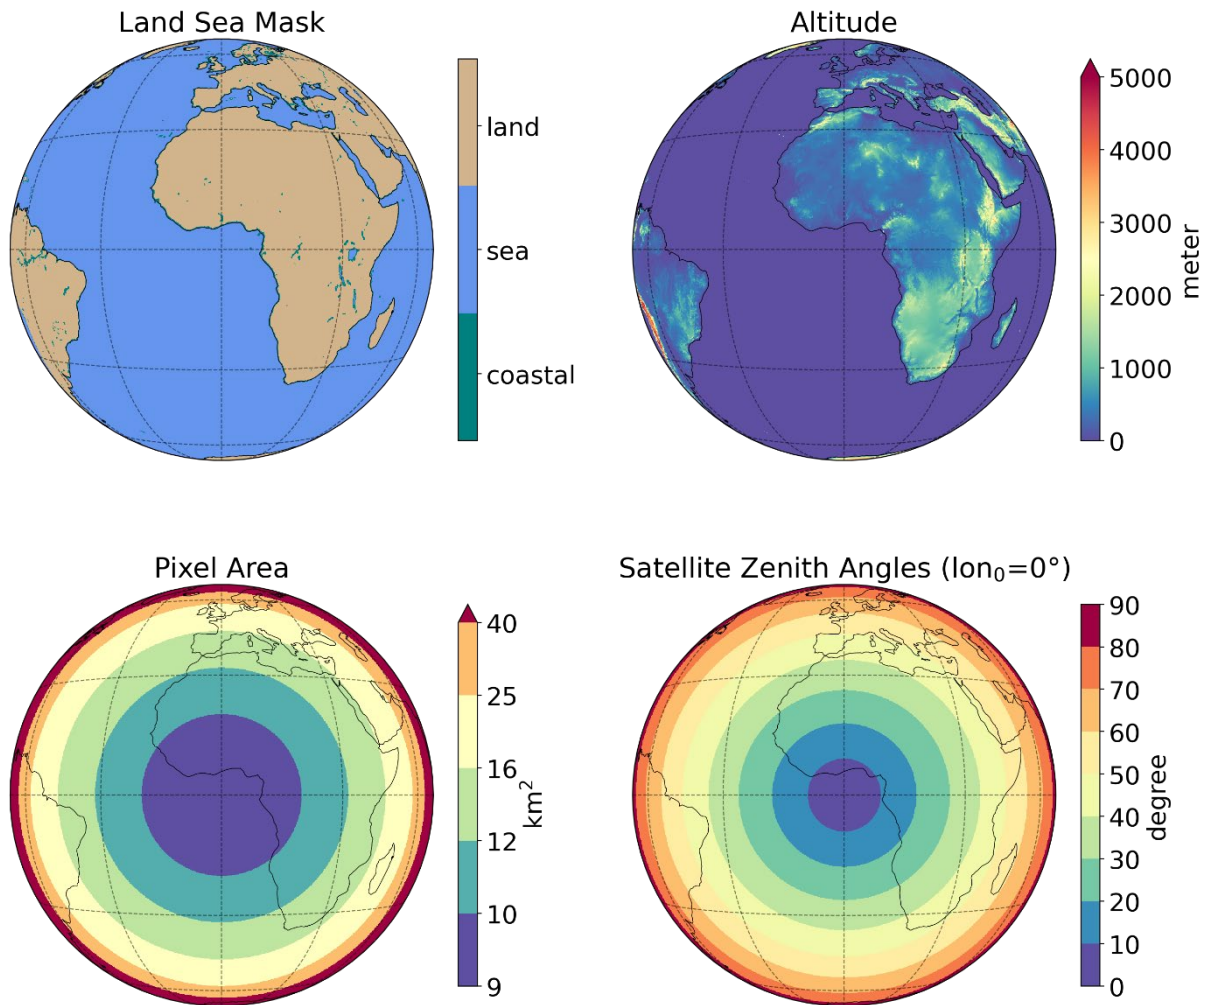 Land Sea Mask
land
sea
coastal
Altitude
5000
4000
3000
2000
1000
0
meter
Pixel Area
40
25
16
12
10
9
km²
Satellite Zenith Angles (lon₀=0°)
90
80
70
60
50
40
30
20
10
0
degree